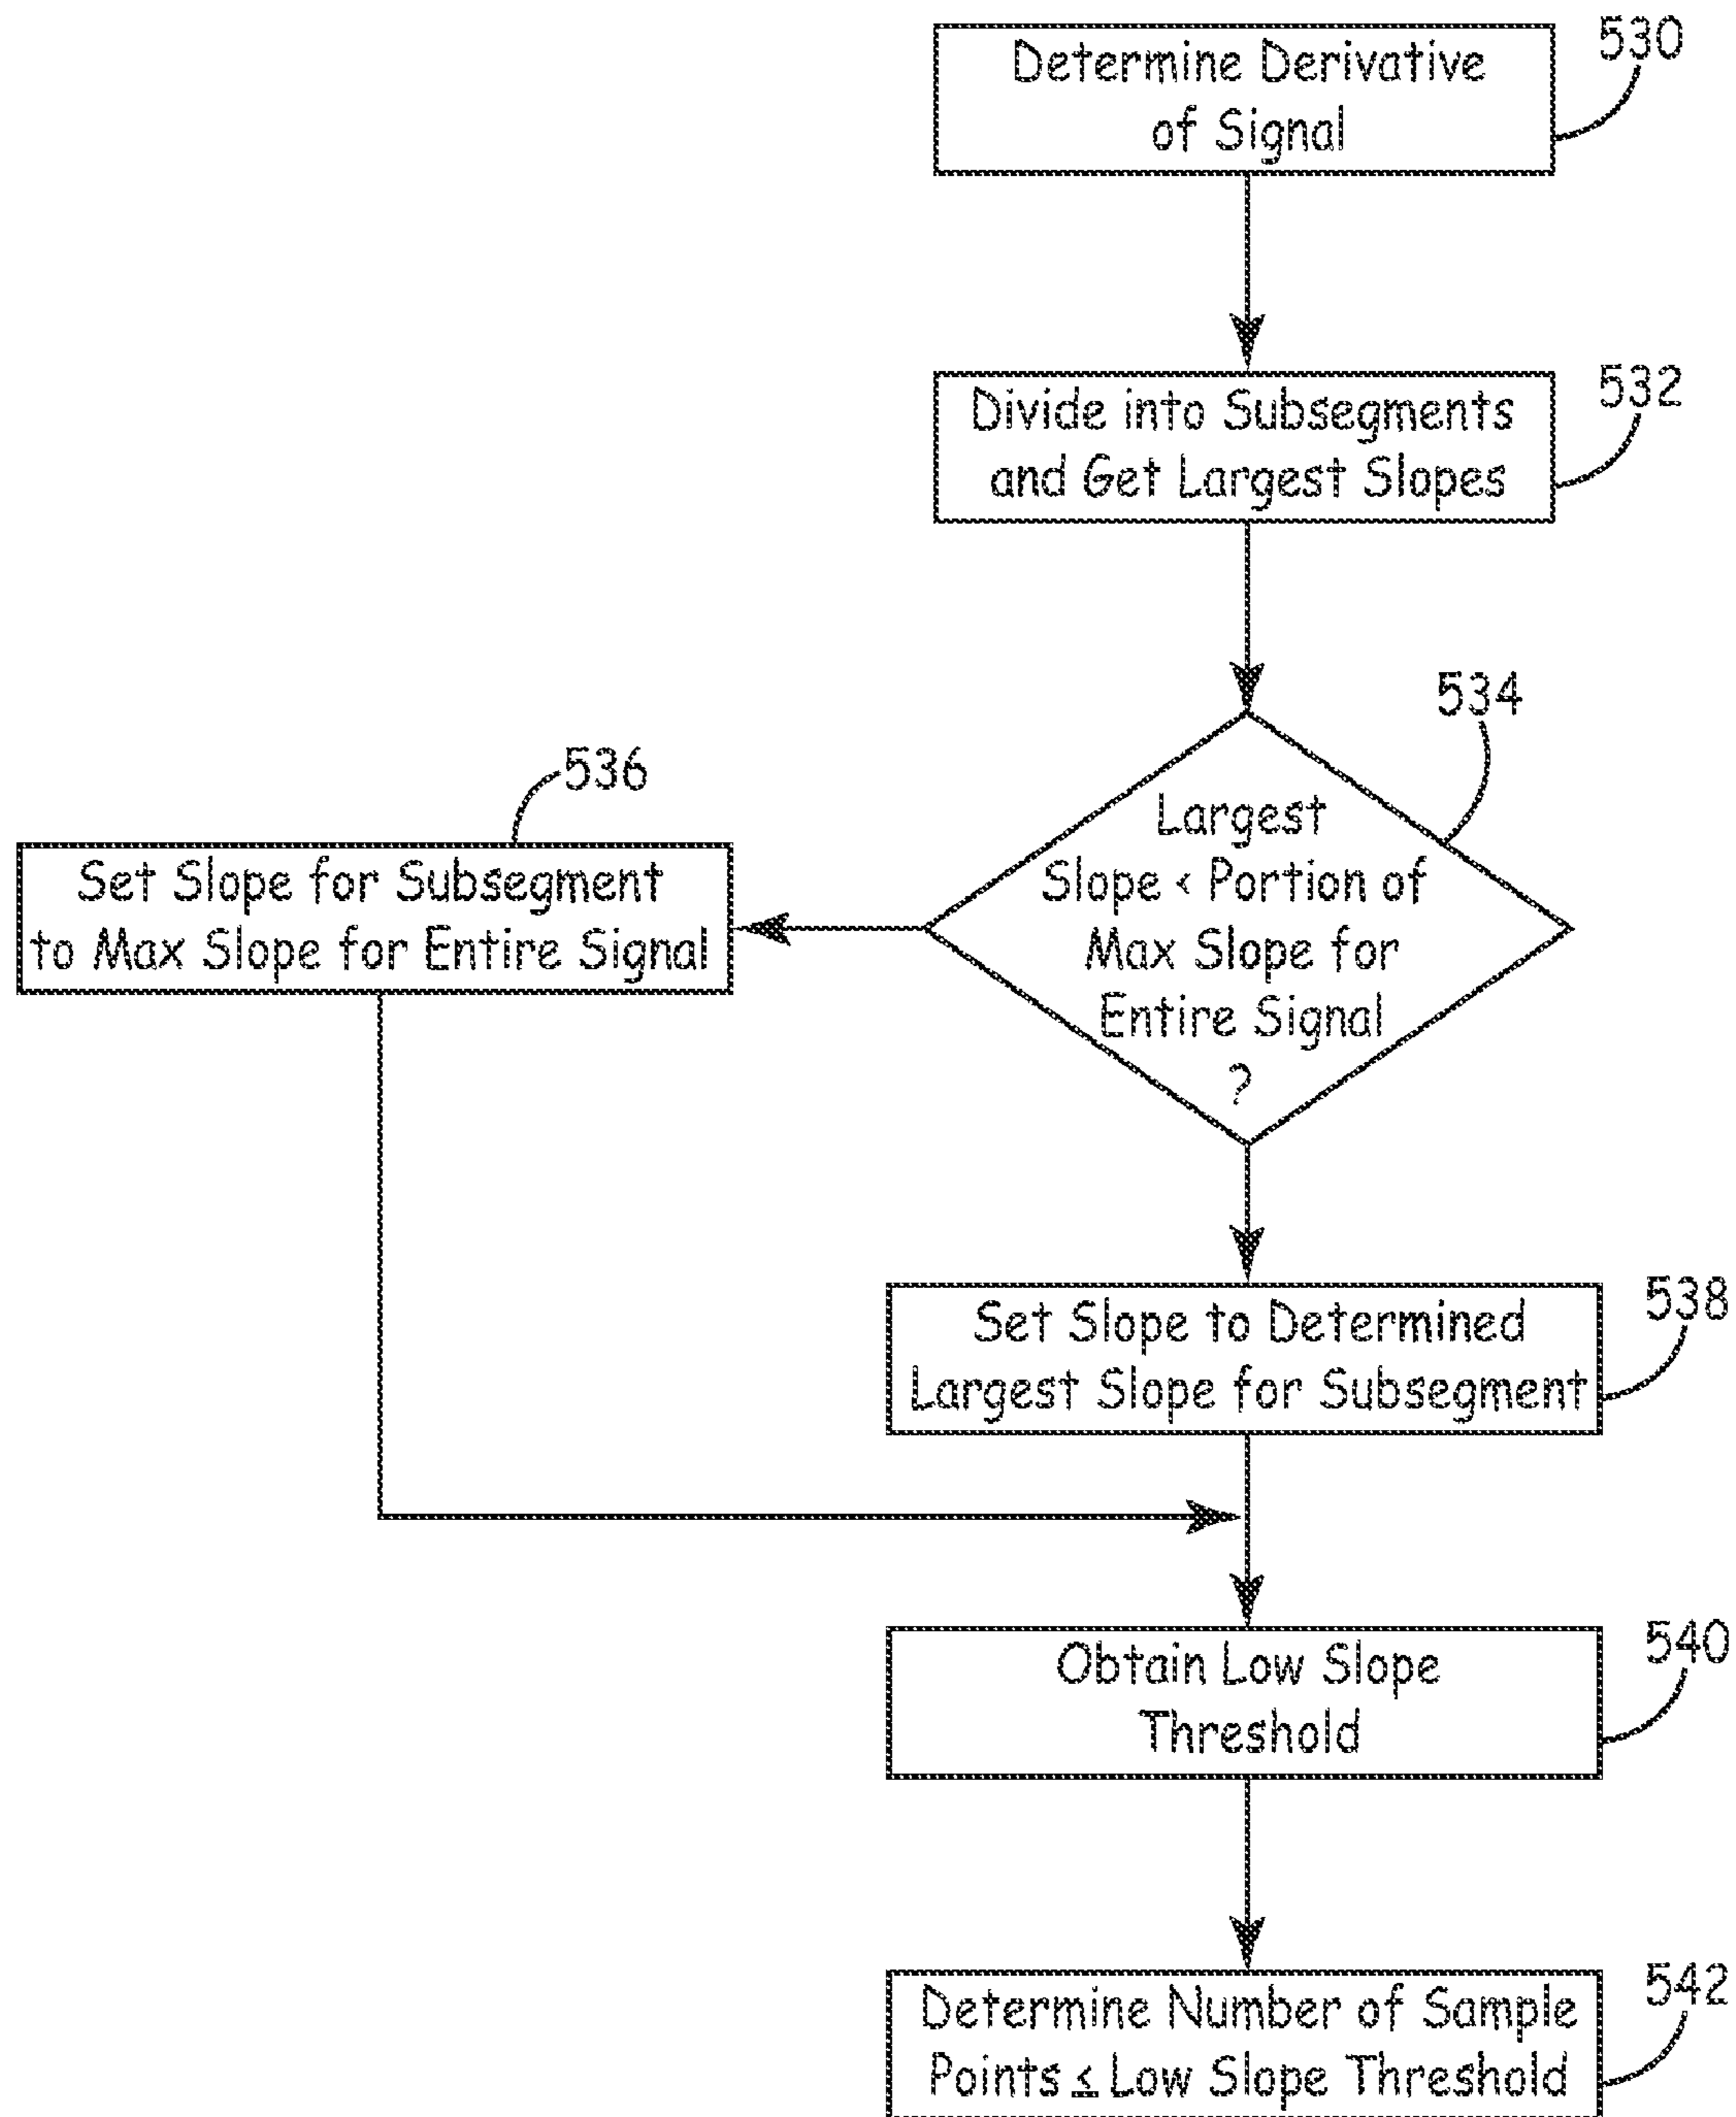 530
Determine Derivative
of Signal
532
Divide into Subsegments
and Get Largest Slopes
534
Largest
Slope < Portion of
Max Slope for
Entire Signal
?
536
Set Slope for Subsegment
to Max Slope for Entire Signal
538
Set Slope to Determined
Largest Slope for Subsegment
540
Obtain Low Slope
Threshold
542
Determine Number of Sample
Points ≤ Low Slope Threshold